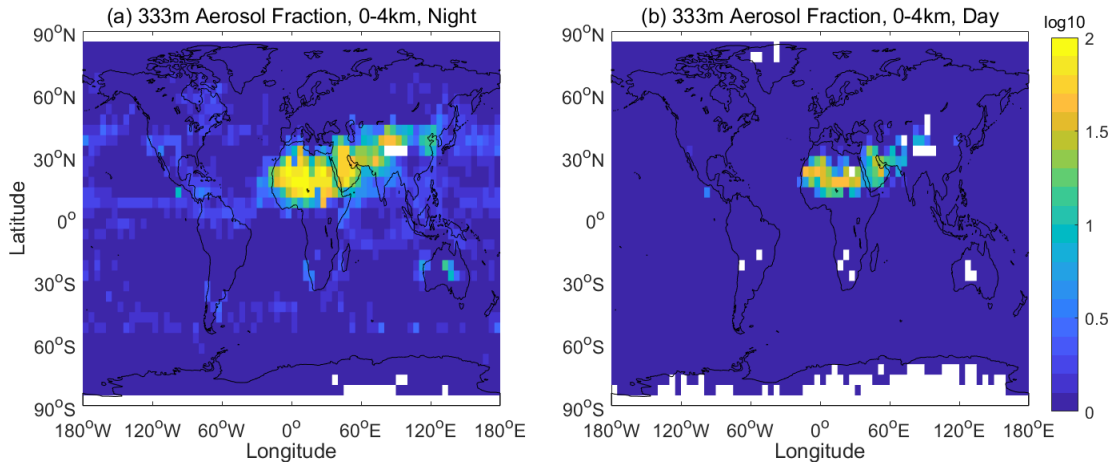 (a) 333m Aerosol Fraction, 0-4km, Night
(b) 333m Aerosol Fraction, 0-4km, Day
log10
90°N
60°N
30°N
0°
30°S
60°S
90°S
Latitude
180°W
120°W
60°W
0°
60°E
120°E
180°E
Longitude
90°N
60°N
30°N
0°
30°S
60°S
90°S
180°W
120°W
60°W
0°
60°E
120°E
180°E
Longitude
2
1.5
1
0.5
0